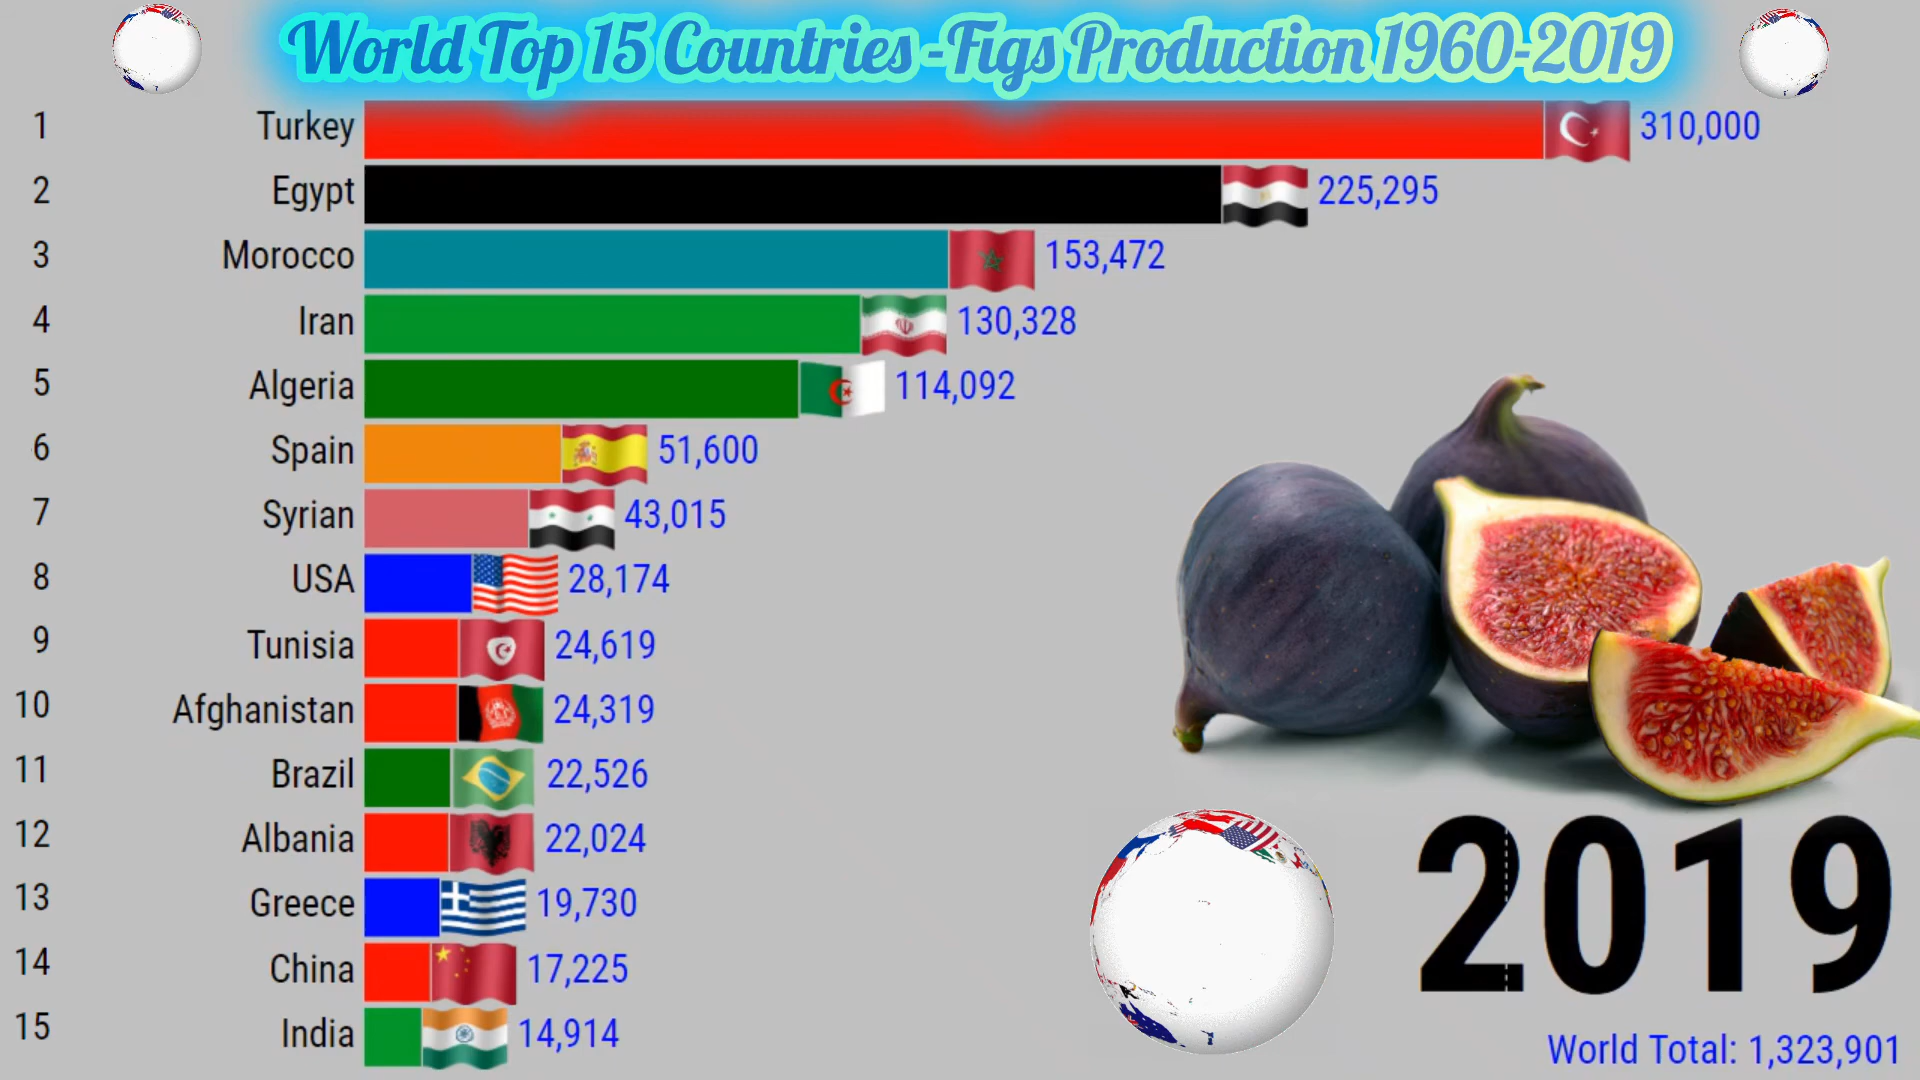 World Top 15 Countries -Figs Production 1960-2019
1 Turkey 310,000
2 Egypt 225,295
3 Morocco 153,472
4 Iran 130,328
5 Algeria 114,092
6 Spain 51,600
7 Syrian 43,015
8 USA 28,174
9 Tunisia 24,619
10 Afghanistan 24,319
11 Brazil 22,526
12 Albania 22,024
13 Greece 19,730
14 China 17,225
15 India 14,914
2019
World Total: 1,323,901